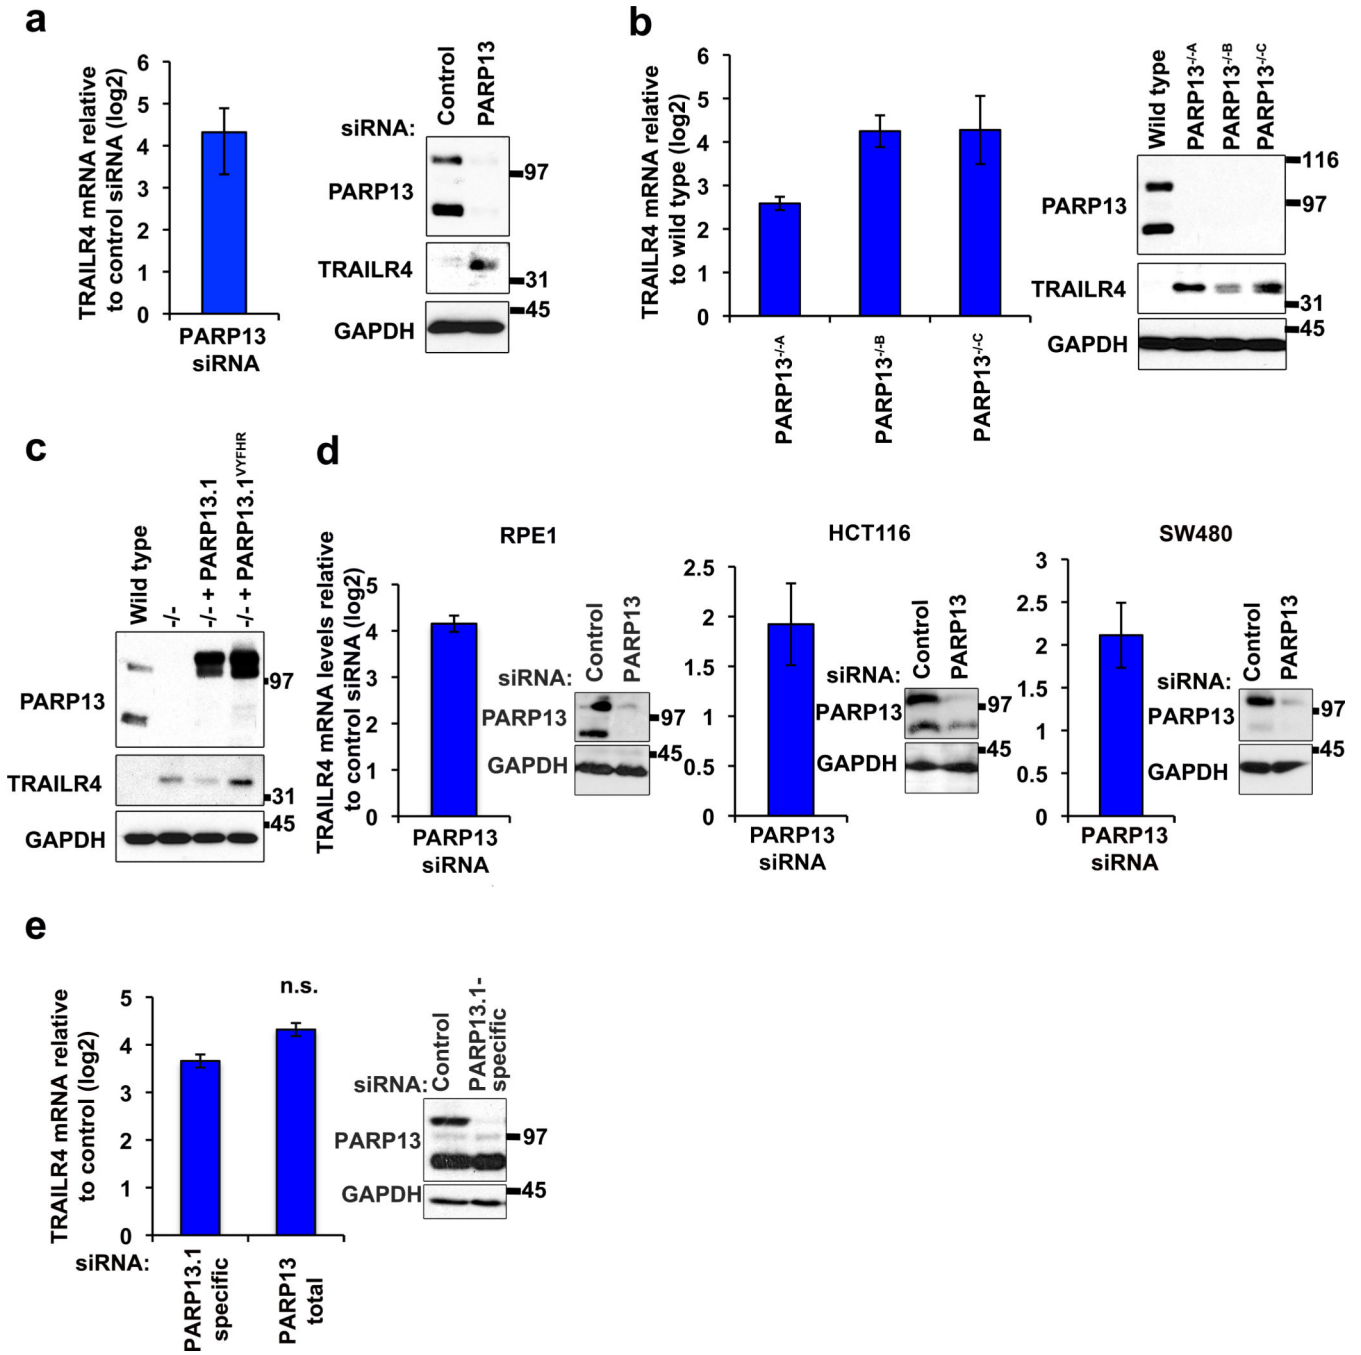 a
TRAILR4 mRNA relative
to control siRNA (log2)
6
5
4
3
2
1
0
PARP13
siRNA
siRNA:
Control
PARP13
PARP13
97
TRAILR4
31
45
GAPDH
b
TRAILR4 mRNA relative
to wild type (log2)
6
5
4
3
2
1
0
PARP13-/-A
PARP13-/-B
PARP13-/-C
Wild type
PARP13-/-A
PARP13-/-B
PARP13-/-C
116
PARP13
97
TRAILR4
31
45
GAPDH
c
Wild type
-/-
-/- + PARP13.1
-/- + PARP13.1VYFHR
PARP13
97
TRAILR4
31
45
GAPDH
d
TRAILR4 mRNA levels relative
to control siRNA (log2)
RPE1
5
4
3
2
1
0
PARP13
siRNA
siRNA:
Control
PARP13
PARP13
97
45
GAPDH
HCT116
2.5
2
1.5
1
0.5
0
PARP13
siRNA
siRNA:
Control
PARP13
PARP13
97
45
GAPDH
SW480
3
2.5
2
1.5
1
0.5
0
PARP13
siRNA
siRNA:
Control
PARP13
PARP13
97
45
GAPDH
e
TRAILR4 mRNA relative
to control (log2)
n.s.
5
4
3
2
1
0
siRNA:
PARP13.1
specific
PARP13
total
siRNA:
Control
PARP13.1-
specific
PARP13
97
45
GAPDH